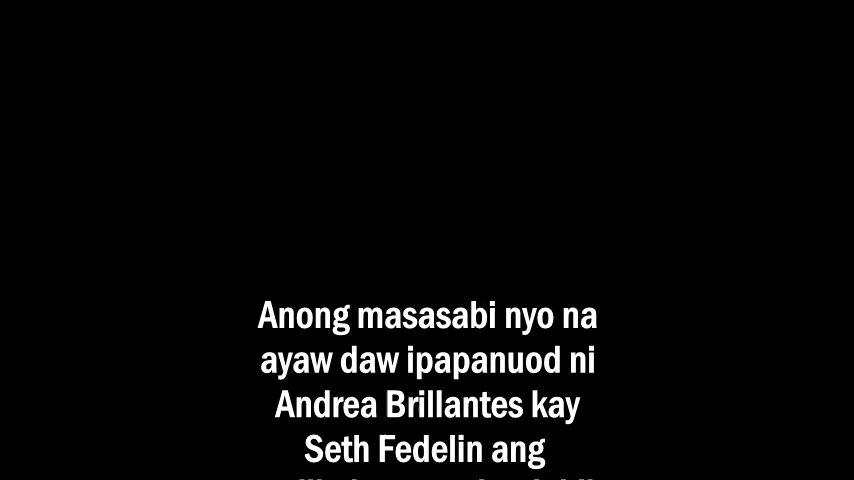 Anong masasabi nyo na
ayaw daw ipapanuod ni
Andrea Brillantes kay
Seth Fedelin ang